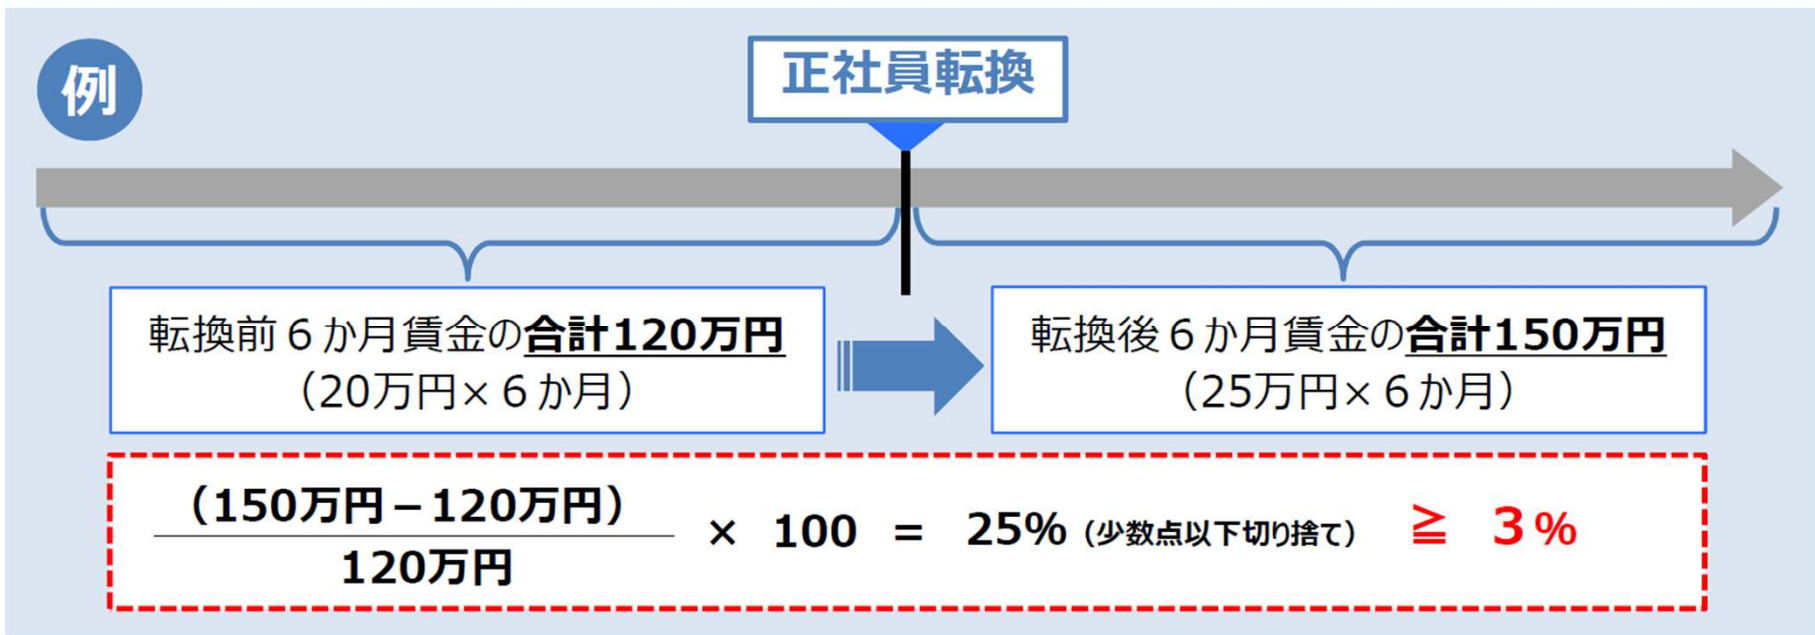 例
正社員転換
転換前６か月賃金の合計120万円
（20万円×６か月）
転換後６か月賃金の合計150万円
（25万円×６か月）
（150万円－120万円）
120万円
× 100 = 25%（少数点以下切り捨て） ≧ ３%